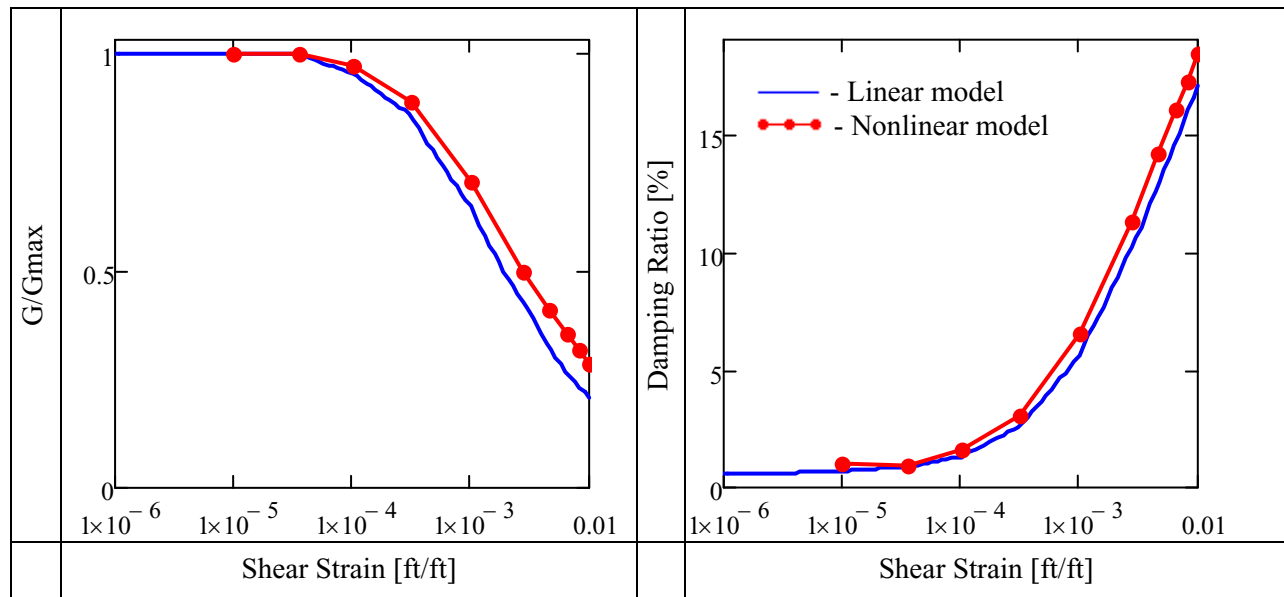 G/Gmax
1
0.5
0
1×10⁻⁶ 1×10⁻⁵ 1×10⁻⁴ 1×10⁻³ 0.01
Shear Strain [ft/ft]
Damping Ratio [%]
- Linear model
- Nonlinear model
15
10
5
0
1×10⁻⁶ 1×10⁻⁵ 1×10⁻⁴ 1×10⁻³ 0.01
Shear Strain [ft/ft]